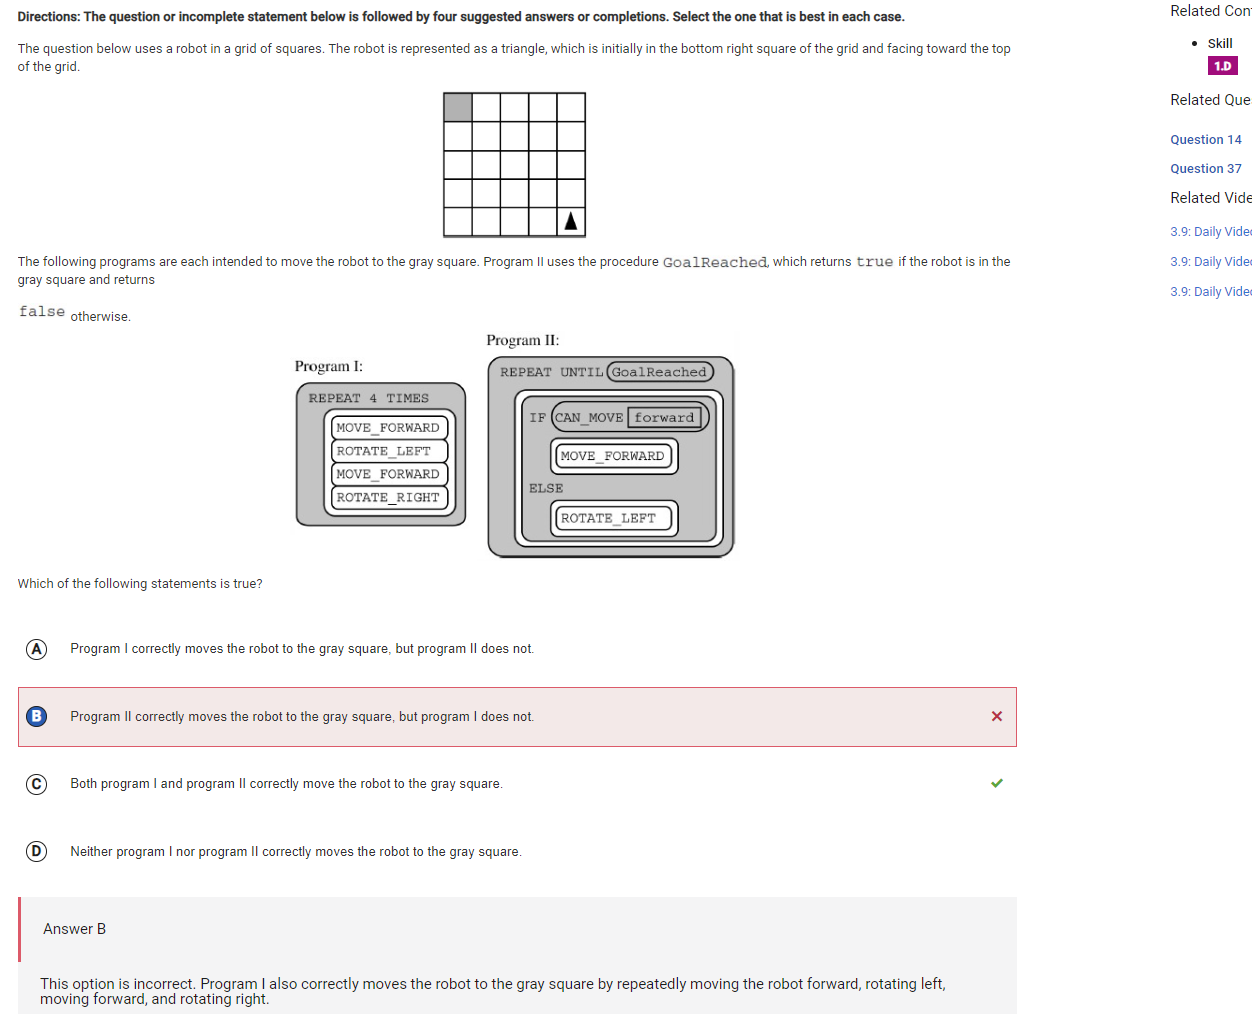 Directions: The question or incomplete statement below is followed by four suggested answers or completions. Select the one that is best in each case.
The question below uses a robot in a grid of squares. The robot is represented as a triangle, which is initially in the bottom right square of the grid and facing toward the top
of the grid.
The following programs are each intended to move the robot to the gray square. Program II uses the procedure GoalReached, which returns true if the robot is in the
gray square and returns
false otherwise.
Program I:
REPEAT 4 TIMES
MOVE_FORWARD
ROTATE_LEFT
MOVE_FORWARD
ROTATE_RIGHT
Program II:
REPEAT UNTIL GoalReached
IF CAN_MOVE forward
MOVE_FORWARD
ELSE
ROTATE_LEFT
Which of the following statements is true?
A Program I correctly moves the robot to the gray square, but program II does not.
B Program II correctly moves the robot to the gray square, but program I does not.
C Both program I and program II correctly move the robot to the gray square.
D Neither program I nor program II correctly moves the robot to the gray square.
Answer B
This option is incorrect. Program I also correctly moves the robot to the gray square by repeatedly moving the robot forward, rotating left,
moving forward, and rotating right.
Related Con
• Skill
1.D
Related Que
Question 14
Question 37
Related Vide
3.9: Daily Vide
3.9: Daily Vide
3.9: Daily Vide